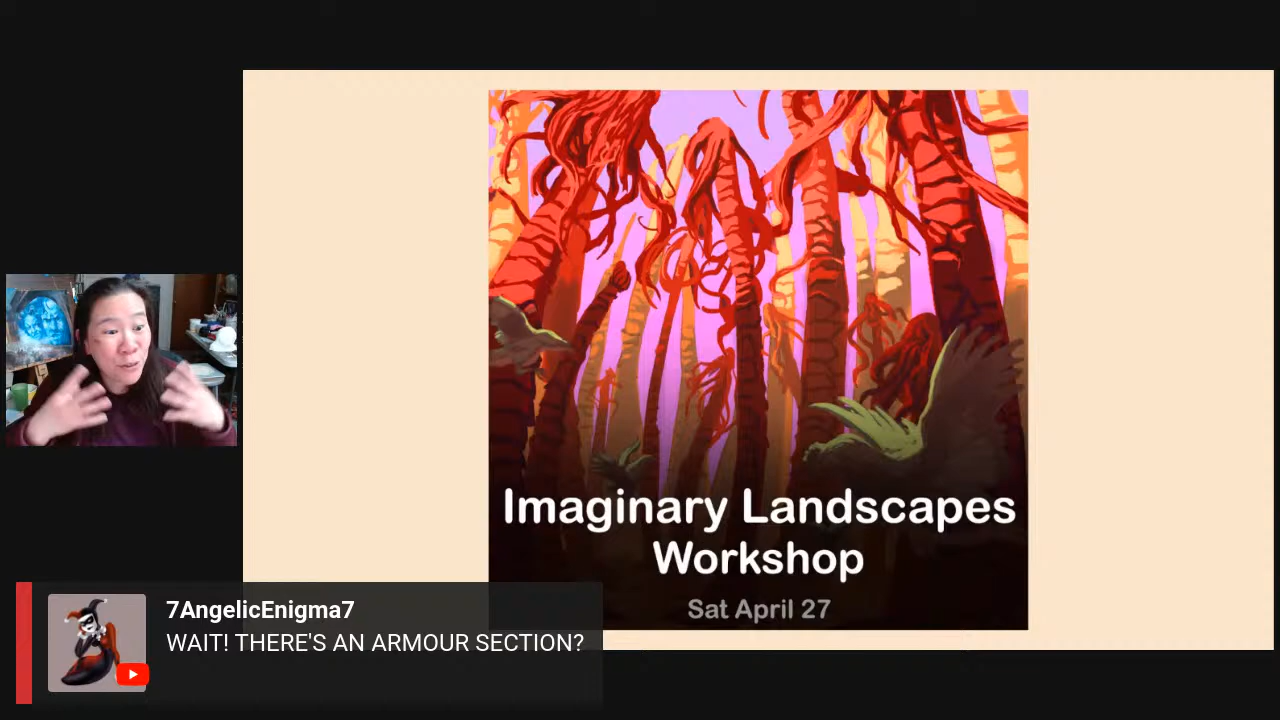 Imaginary Landscapes
Workshop
Sat April 27
7AngelicEnigma7
WAIT! THERE'S AN ARMOUR SECTION?